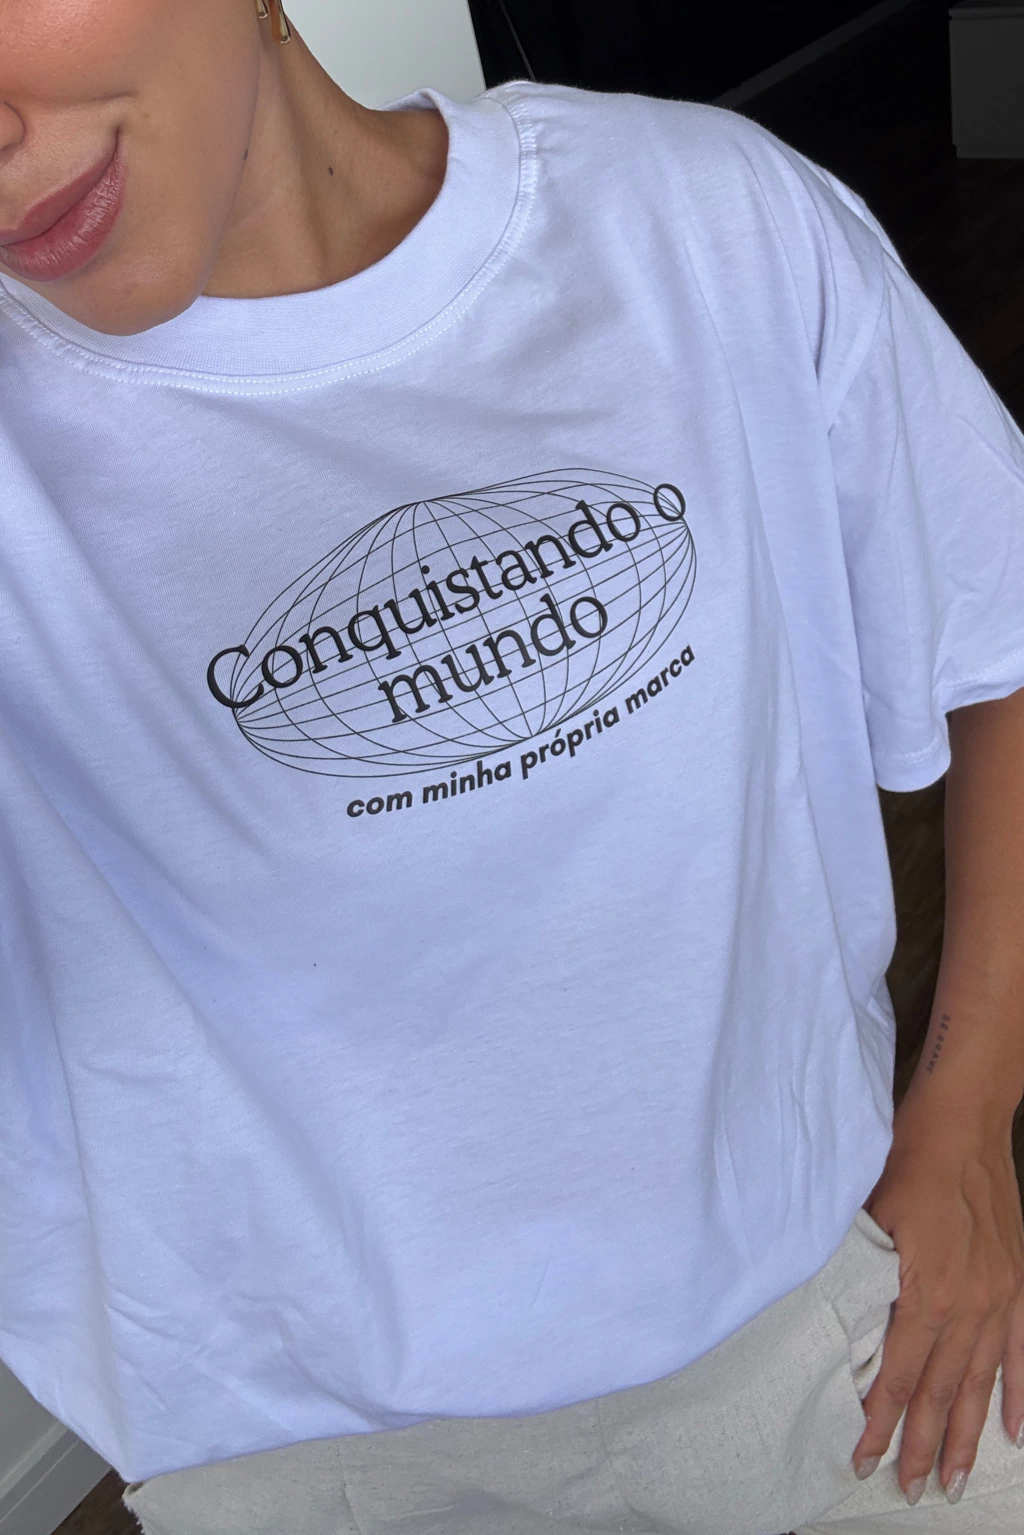 Conquistando o
mundo
com minha própria marca